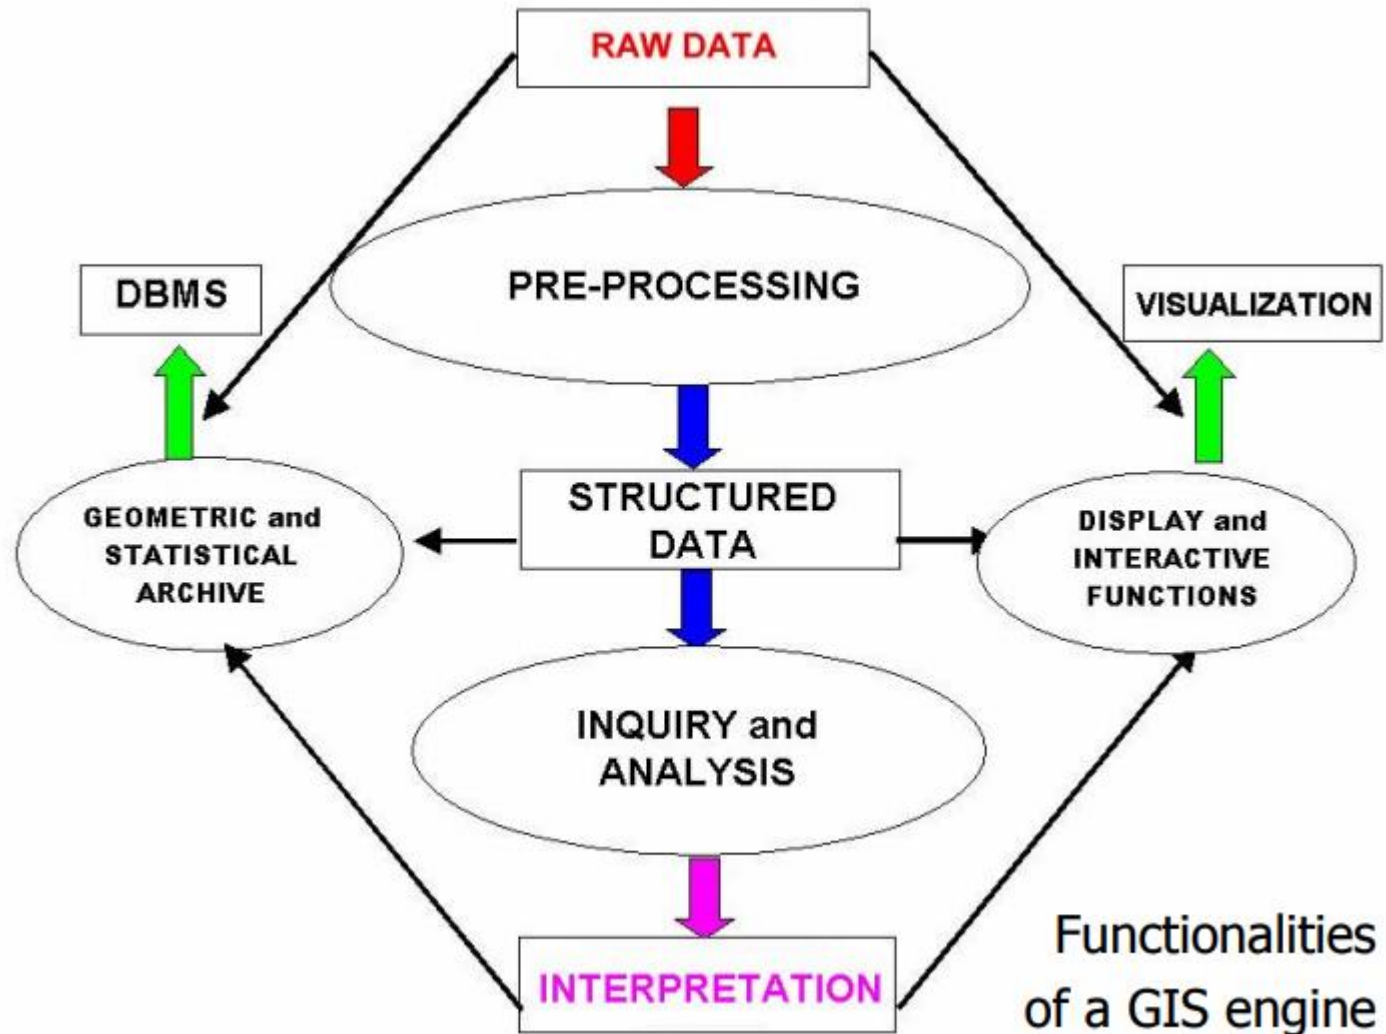 RAW DATA
PRE-PROCESSING
DBMS
VISUALIZATION
STRUCTURED
DATA
GEOMETRIC and
STATISTICAL
ARCHIVE
DISPLAY and
INTERACTIVE
FUNCTIONS
INQUIRY and
ANALYSIS
INTERPRETATION
Functionalities
of a GIS engine